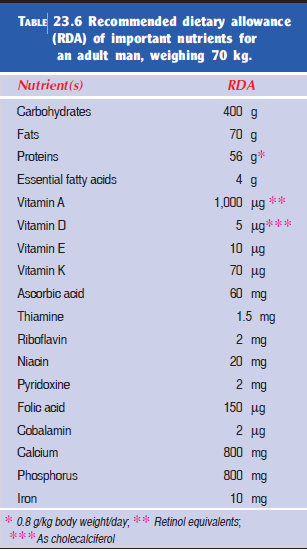 TABLE 23.6 Recommended dietary allowance
(RDA) of important nutrients for
an adult man, weighing 70 kg.
Nutrient(s) RDA
Carbohydrates 400 g
Fats 70 g
Proteins 56 g*
Essential fatty acids 4 g
Vitamin A 1,000 μg **
Vitamin D 5 μg***
Vitamin E 10 μg
Vitamin K 70 μg
Ascorbic acid 60 mg
Thiamine 1.5 mg
Riboflavin 2 mg
Niacin 20 mg
Pyridoxine 2 mg
Folic acid 150 μg
Cobalamin 2 μg
Calcium 800 mg
Phosphorus 800 mg
Iron 10 mg
* 0.8 g/kg body weight/day; ** Retinol equivalents;
***As cholecalciferol